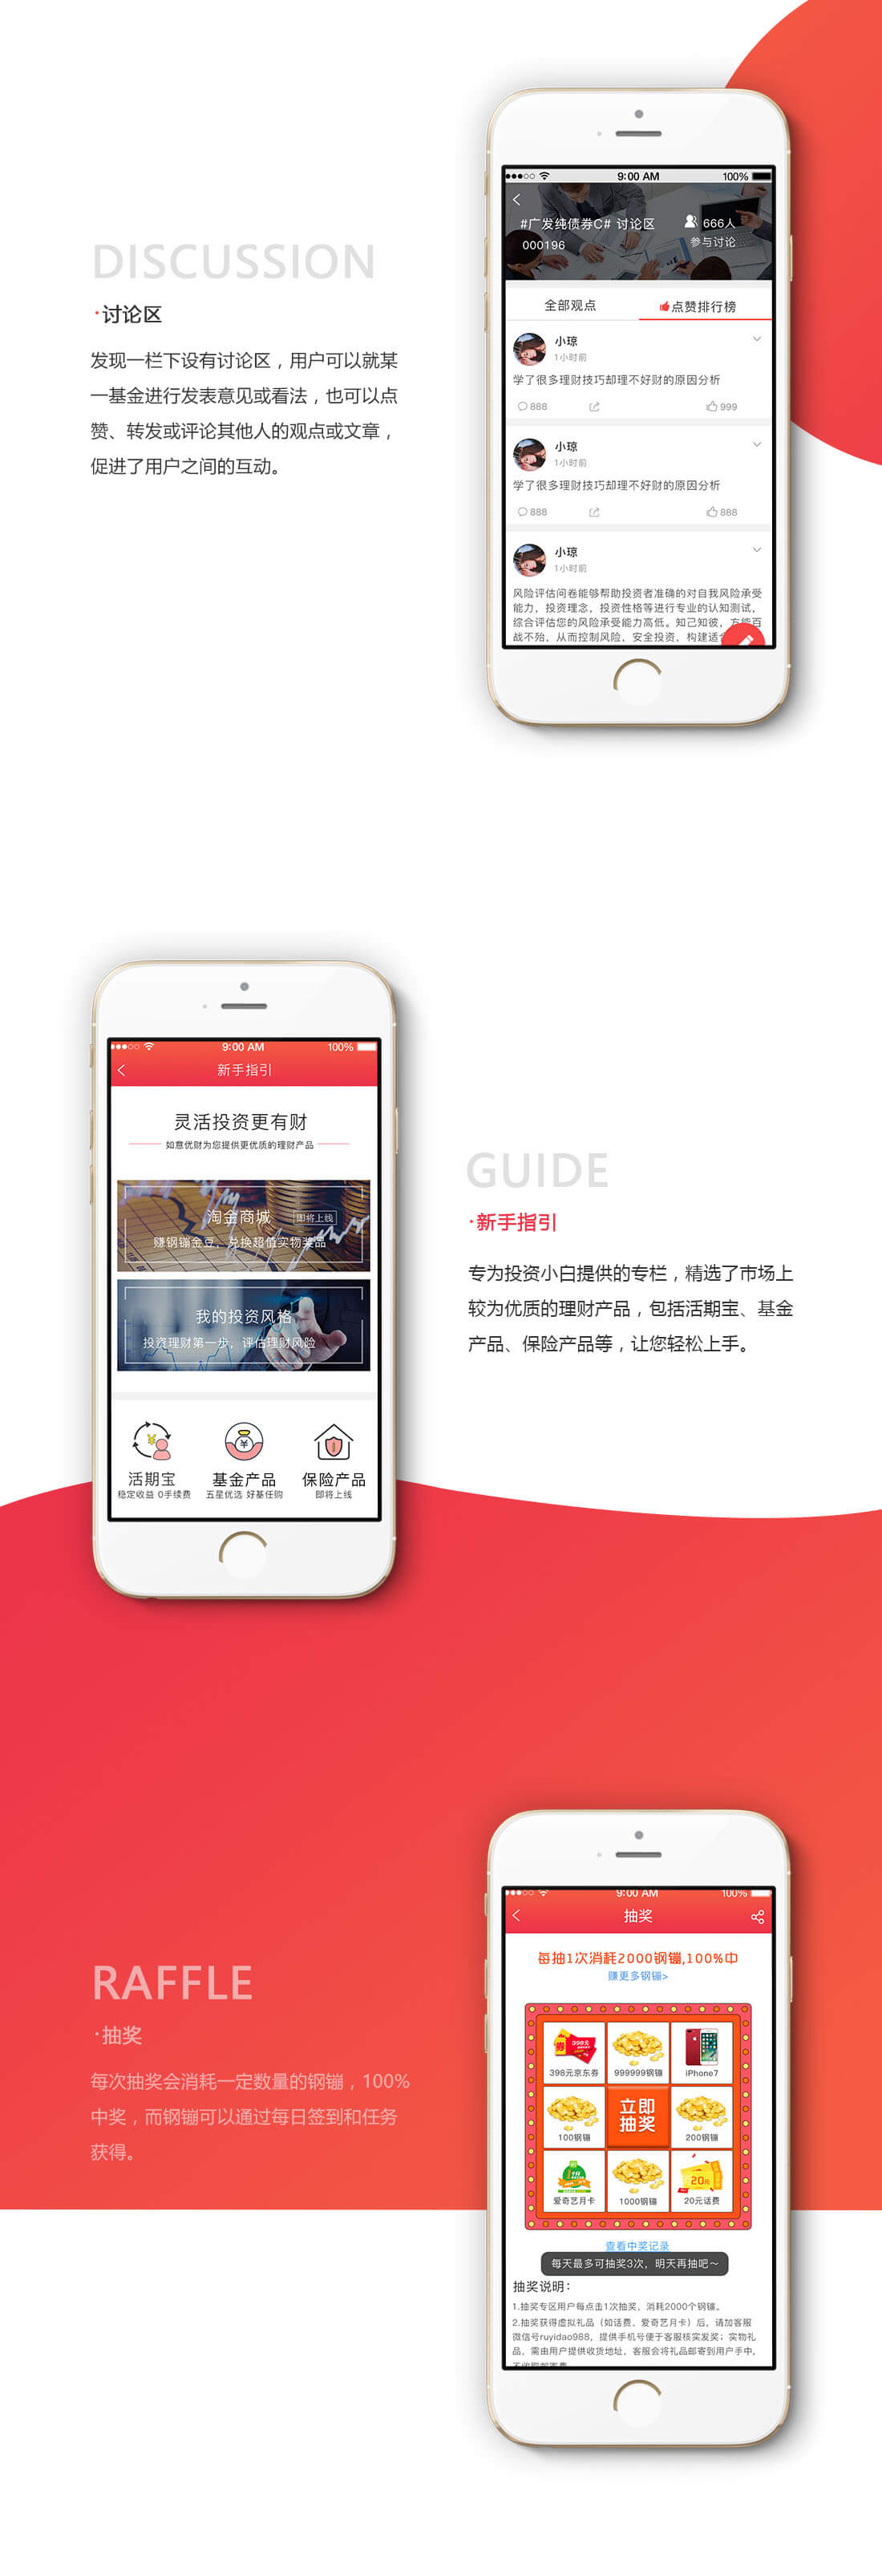 DISCUSSION
·讨论区
发现一栏下设有讨论区，用户可以就某
一基金进行发表意见或看法，也可以点
赞、转发或评论其他人的观点或文章，
促进了用户之间的互动。
9:00 AM 100%
#广发纯债券C# 讨论区 666人
000196 参与讨论
全部观点 点赞排行榜
小琼
1小时前
学了很多理财技巧却理不好财的原因分析
888 999
小琼
1小时前
学了很多理财技巧却理不好财的原因分析
888 888
小琼
1小时前
风险评估问卷能够帮助投资者准确的对自我风险承受
能力，投资理念，投资性格等进行专业的认知测试，
综合评估您的风险承受能力高低。知己知彼，方能百
战不殆，从而控制风险，安全投资，构建适合
9:00 AM 100%
新手指引
灵活投资更有财
如意优财为您提供更优质的理财产品
淘金商城 即将上线
赚钢镚金豆，兑换超值实物奖品
我的投资风格
投资理财第一步，评估理财风险
活期宝 基金产品 保险产品
稳定收益 0手续费 五星优选 好基任购 即将上线
GUIDE
·新手指引
专为投资小白提供的专栏，精选了市场上
较为优质的理财产品，包括活期宝、基金
产品、保险产品等，让您轻松上手。
RAFFLE
·抽奖
每次抽奖会消耗一定数量的钢镚，100%
中奖，而钢镚可以通过每日签到和任务
获得。
9:00 AM 100%
抽奖
每抽1次消耗2000钢镚,100%中
赚更多钢镚>
398元京东券 999999钢镚 iPhone7
100钢镚 立即 200钢镚
抽奖
爱奇艺月卡 1000钢镚 20元话费
查看中奖记录
每天最多可抽奖3次，明天再抽吧～
抽奖说明：
1.抽奖专区用户每点击1次抽奖，消耗2000个钢镚。
2.抽奖获得虚拟礼品（如话费、爱奇艺月卡）后，请加客服
微信号ruyidao988，提供手机号便于客服核实发奖；实物礼
品，需由用户提供收货地址，客服会将礼品邮寄到用户手中，